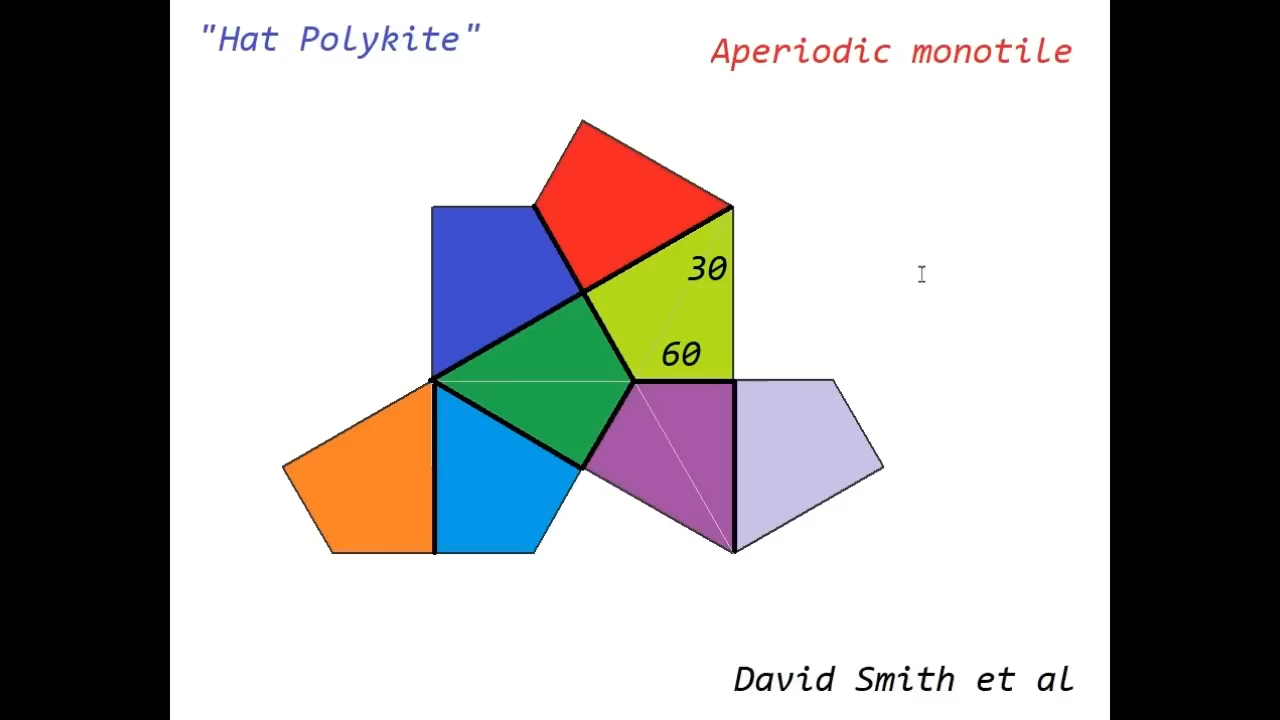 "Hat Polykite"
Aperiodic monotile
30
60
David Smith et al